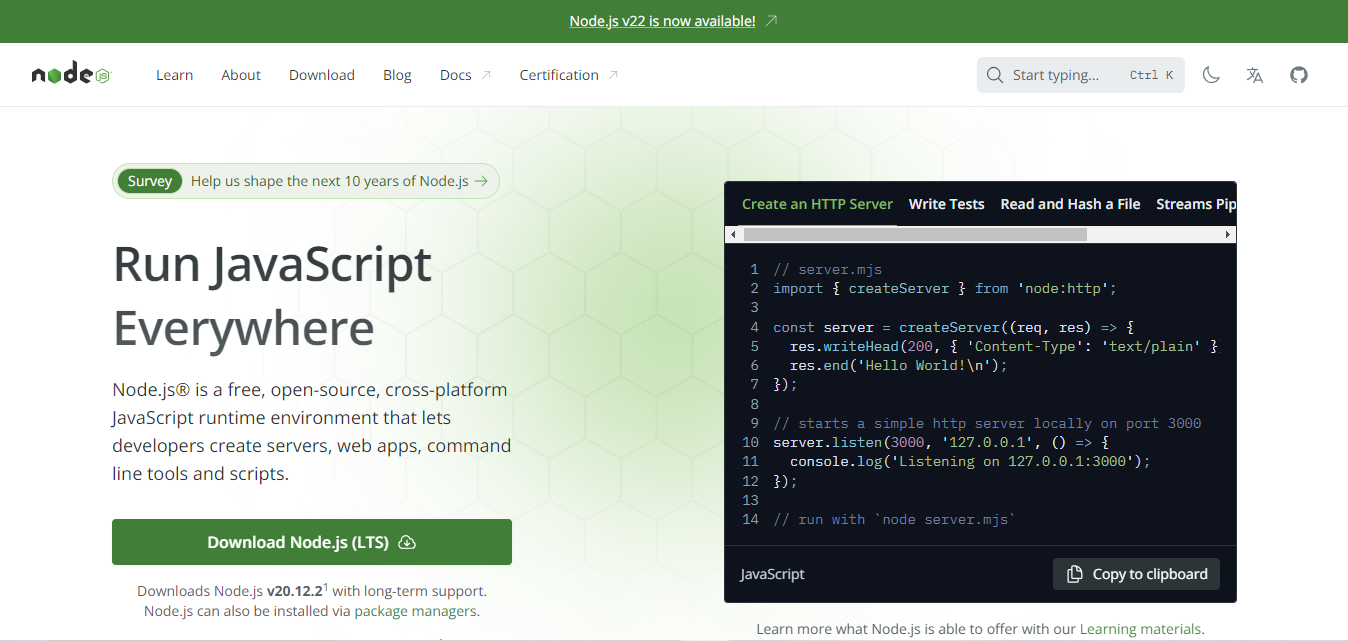 Node.js v22 is now available!
node JS
Learn About Download Blog Docs Certification Start typing... Ctrl K
Survey Help us shape the next 10 years of Node.js
Run JavaScript
Everywhere
Node.js® is a free, open-source, cross-platform
JavaScript runtime environment that lets
developers create servers, web apps, command
line tools and scripts.
Download Node.js (LTS)
Downloads Node.js v20.12.2¹ with long-term support.
Node.js can also be installed via package managers.
Create an HTTP Server Write Tests Read and Hash a File Streams Pip
1 // server.mjs
2 import { createServer } from 'node:http';
3
4 const server = createServer((req, res) => {
5   res.writeHead(200, { 'Content-Type': 'text/plain' }
6   res.end('Hello World!\n');
7 });
8
9 // starts a simple http server locally on port 3000
10 server.listen(3000, '127.0.0.1', () => {
11   console.log('Listening on 127.0.0.1:3000');
12 });
13
14 // run with `node server.mjs`
JavaScript Copy to clipboard
Learn more what Node.js is able to offer with our Learning materials.